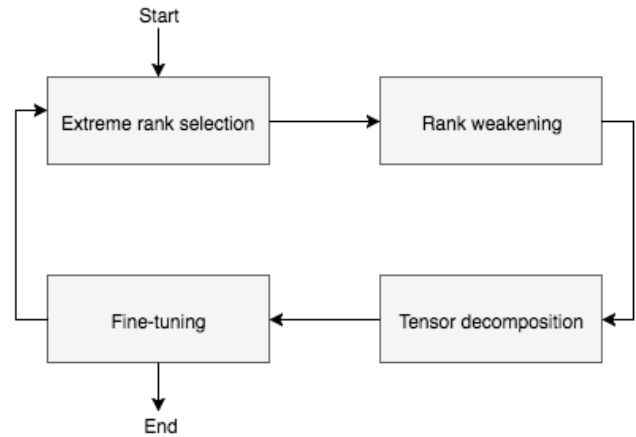 Start
Extreme rank selection
Rank weakening
Fine-tuning
Tensor decomposition
End